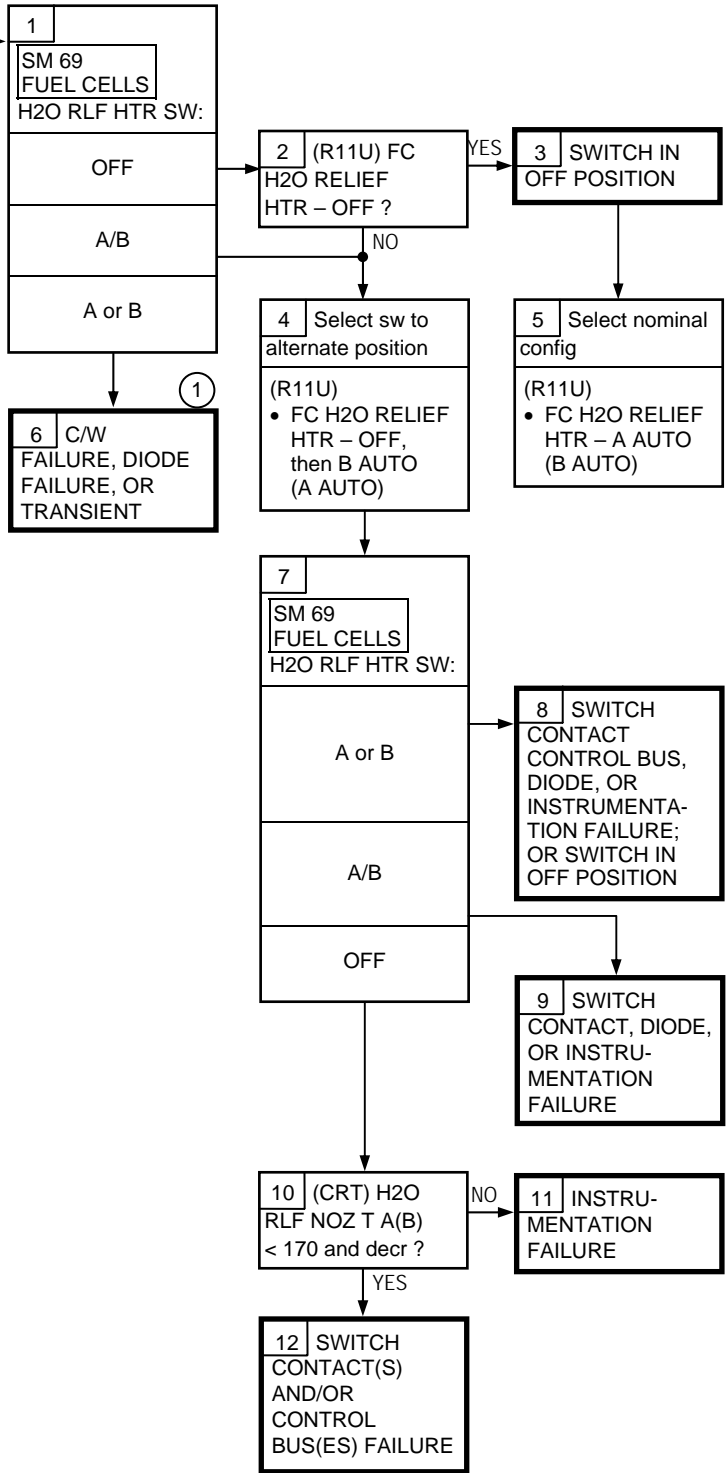 1
SM 69
FUEL CELLS
H2O RLF HTR SW:
OFF
A/B
A or B
2 (R11U) FC
H2O RELIEF
HTR – OFF ?
YES
NO
3 SWITCH IN
OFF POSITION
4 Select sw to
alternate position
(R11U)
• FC H2O RELIEF
HTR – OFF,
then B AUTO
(A AUTO)
5 Select nominal
config
(R11U)
• FC H2O RELIEF
HTR – A AUTO
(B AUTO)
1
6 C/W
FAILURE, DIODE
FAILURE, OR
TRANSIENT
7
SM 69
FUEL CELLS
H2O RLF HTR SW:
A or B
A/B
OFF
8 SWITCH
CONTACT
CONTROL BUS,
DIODE, OR
INSTRUMENTA-
TION FAILURE;
OR SWITCH IN
OFF POSITION
9 SWITCH
CONTACT, DIODE,
OR INSTRU-
MENTATION
FAILURE
10 (CRT) H2O
RLF NOZ T A(B)
< 170 and decr ?
NO
YES
11 INSTRU-
MENTATION
FAILURE
12 SWITCH
CONTACT(S)
AND/OR
CONTROL
BUS(ES) FAILURE